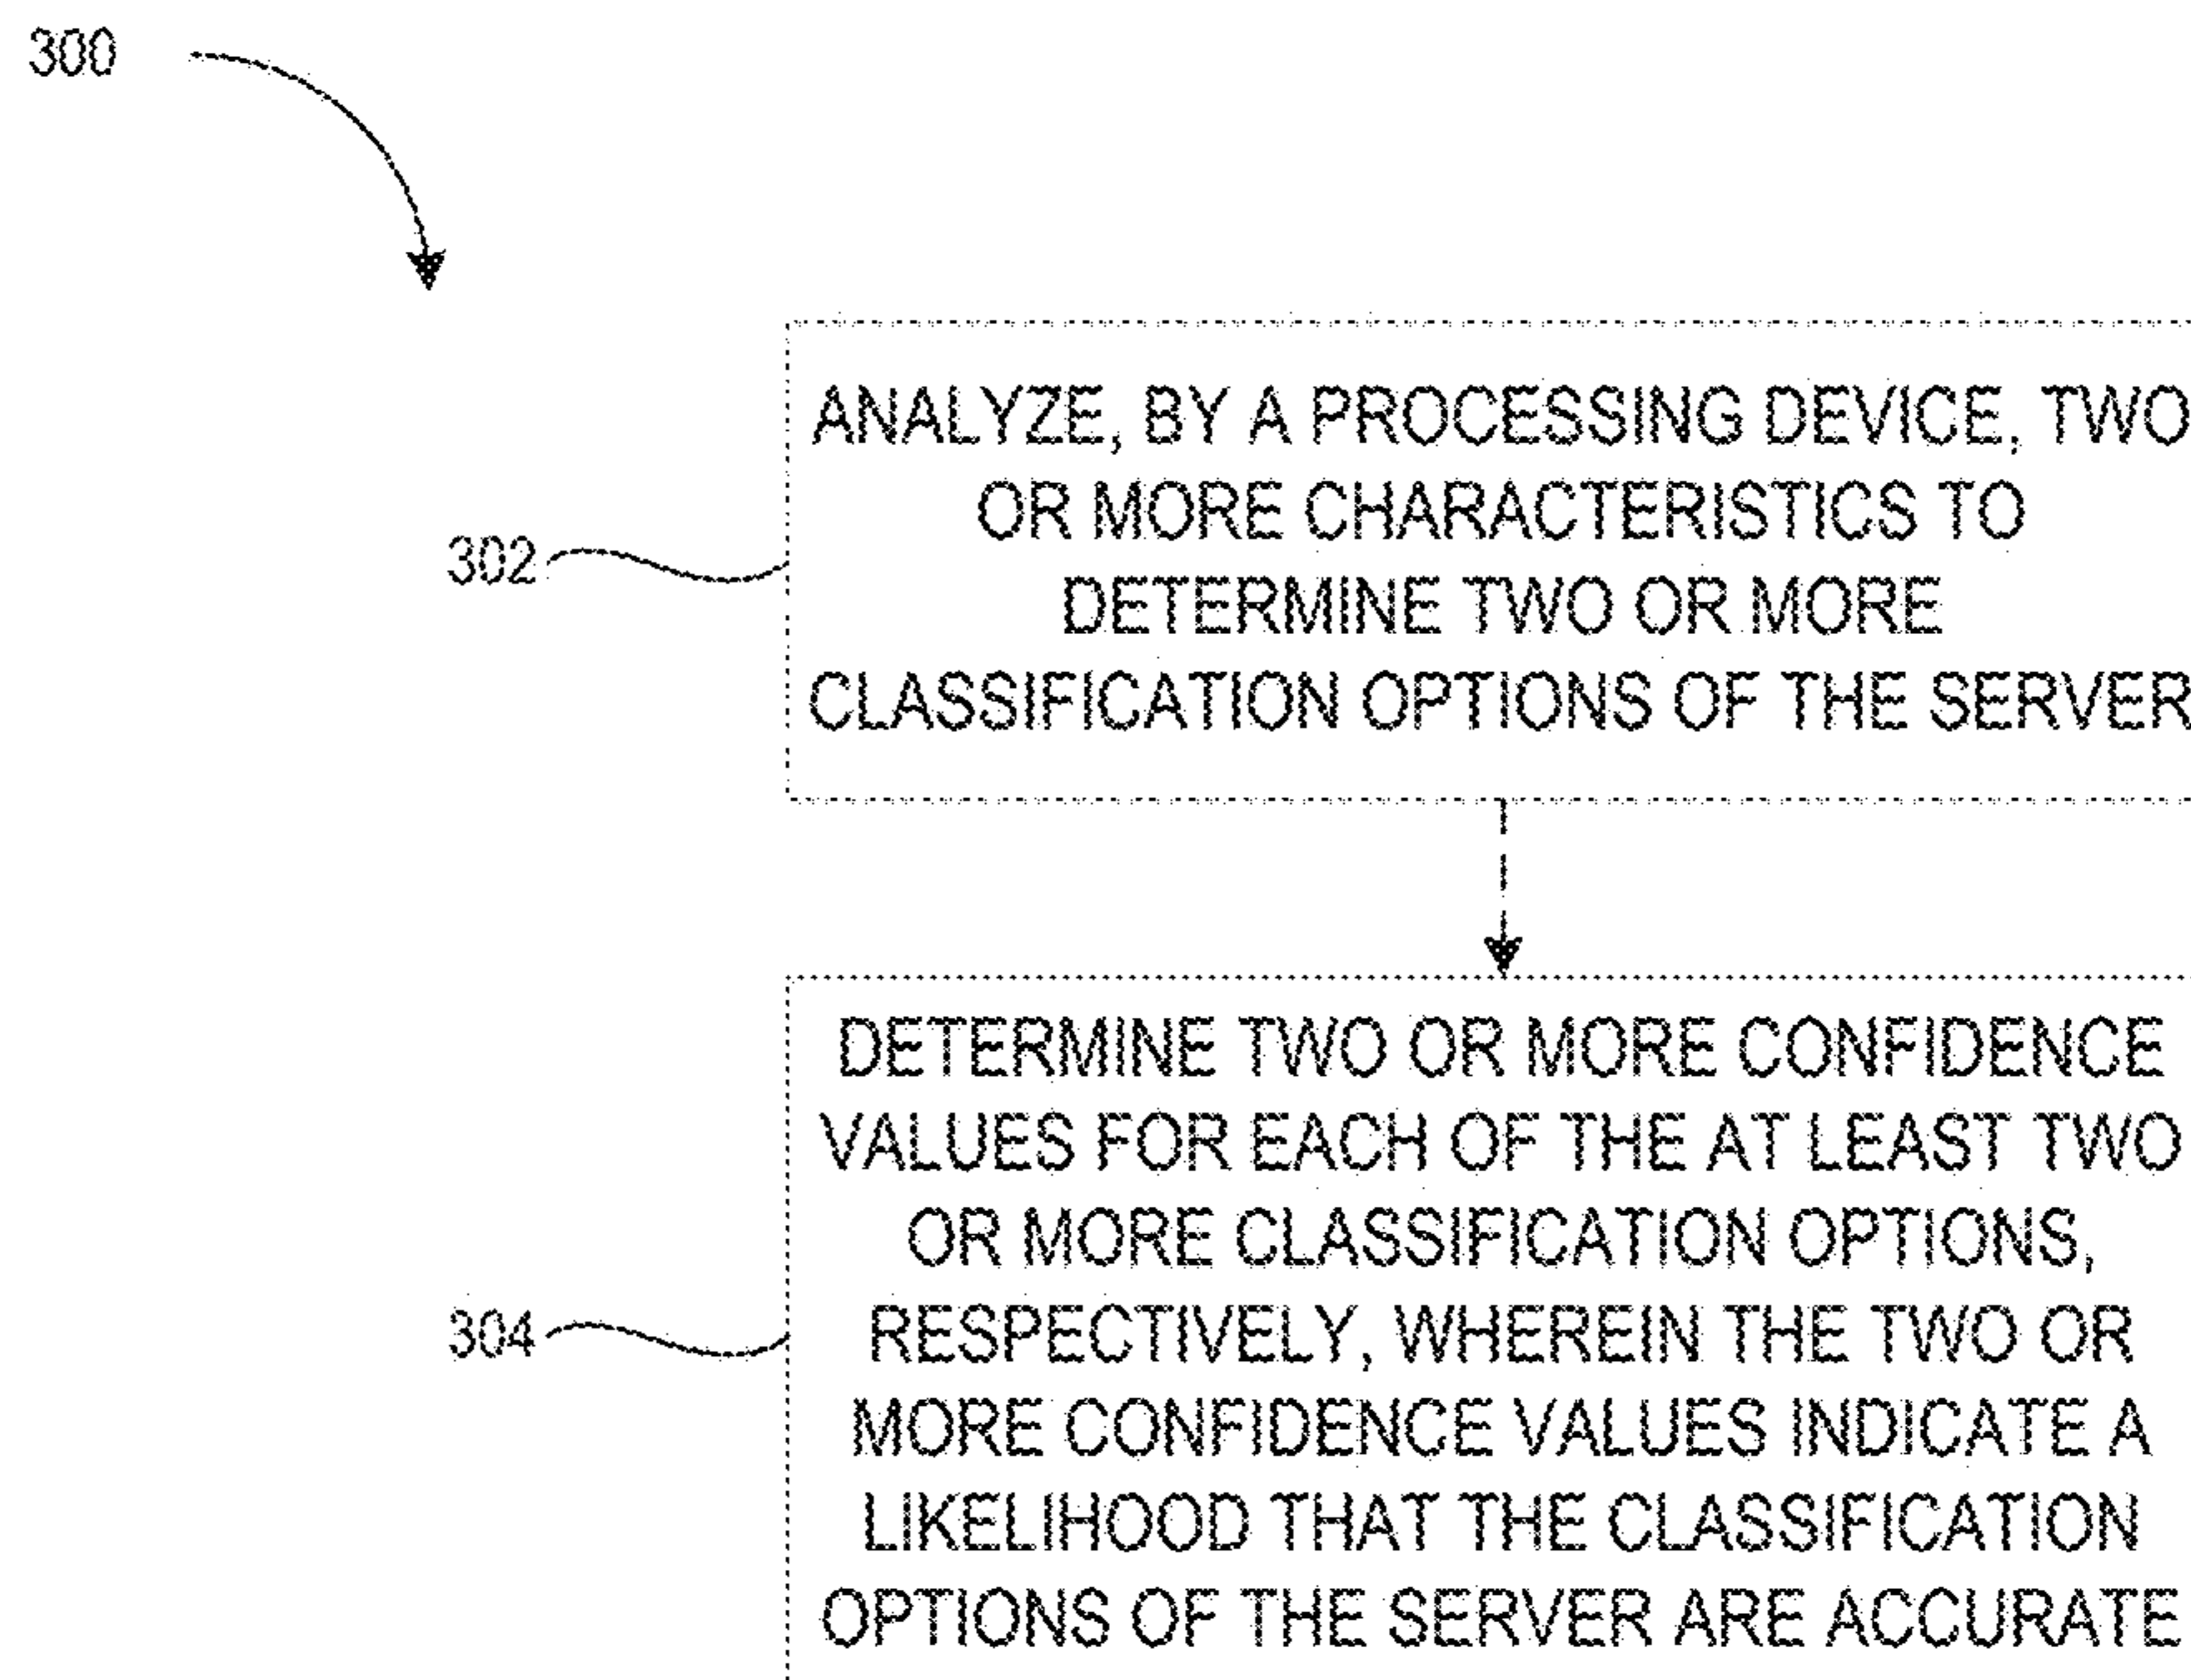 300
ANALYZE, BY A PROCESSING DEVICE, TWO
OR MORE CHARACTERISTICS TO
302
DETERMINE TWO OR MORE
CLASSIFICATION OPTIONS OF THE SERVER
DETERMINE TWO OR MORE CONFIDENCE
VALUES FOR EACH OF THE AT LEAST TWO
OR MORE CLASSIFICATION OPTIONS,
304
RESPECTIVELY, WHEREIN THE TWO OR
MORE CONFIDENCE VALUES INDICATE A
LIKELIHOOD THAT THE CLASSIFICATION
OPTIONS OF THE SERVER ARE ACCURATE